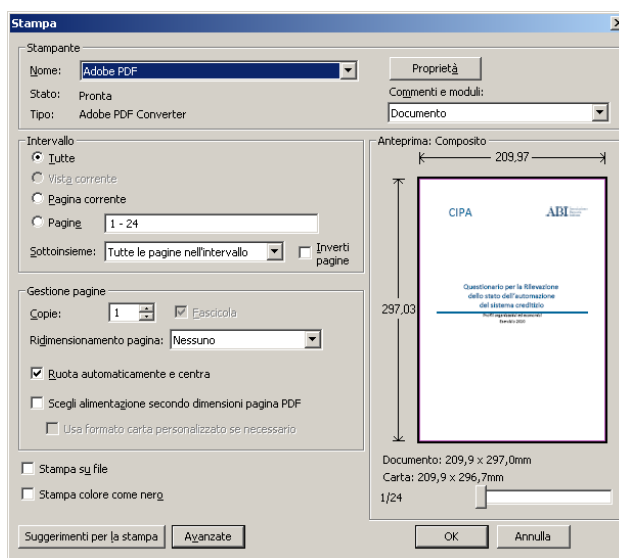 Stampa
Stampante
Nome: Adobe PDF
Proprietà
Stato: Pronta
Commenti e moduli:
Tipo: Adobe PDF Converter
Documento
Intervallo
Tutte
Vista corrente
Pagina corrente
Pagine 1 - 24
Sottoinsieme: Tutte le pagine nell'intervallo
Inverti
pagine
Gestione pagine
Copie: 1
Fascicola
Ridimensionamento pagina: Nessuno
Ruota automaticamente e centra
Scegli alimentazione secondo dimensioni pagina PDF
Usa formato carta personalizzato se necessario
Stampa su file
Stampa colore come nero
Suggerimenti per la stampa
Avanzate
Anteprima: Composito
209,97
297,03
CIPA
ABI
Questionario per la Rilevazione
dello stato dell'automazione
del sistema creditizio
Documento: 209,9 x 297,0mm
Carta: 209,9 x 296,7mm
1/24
OK
Annulla